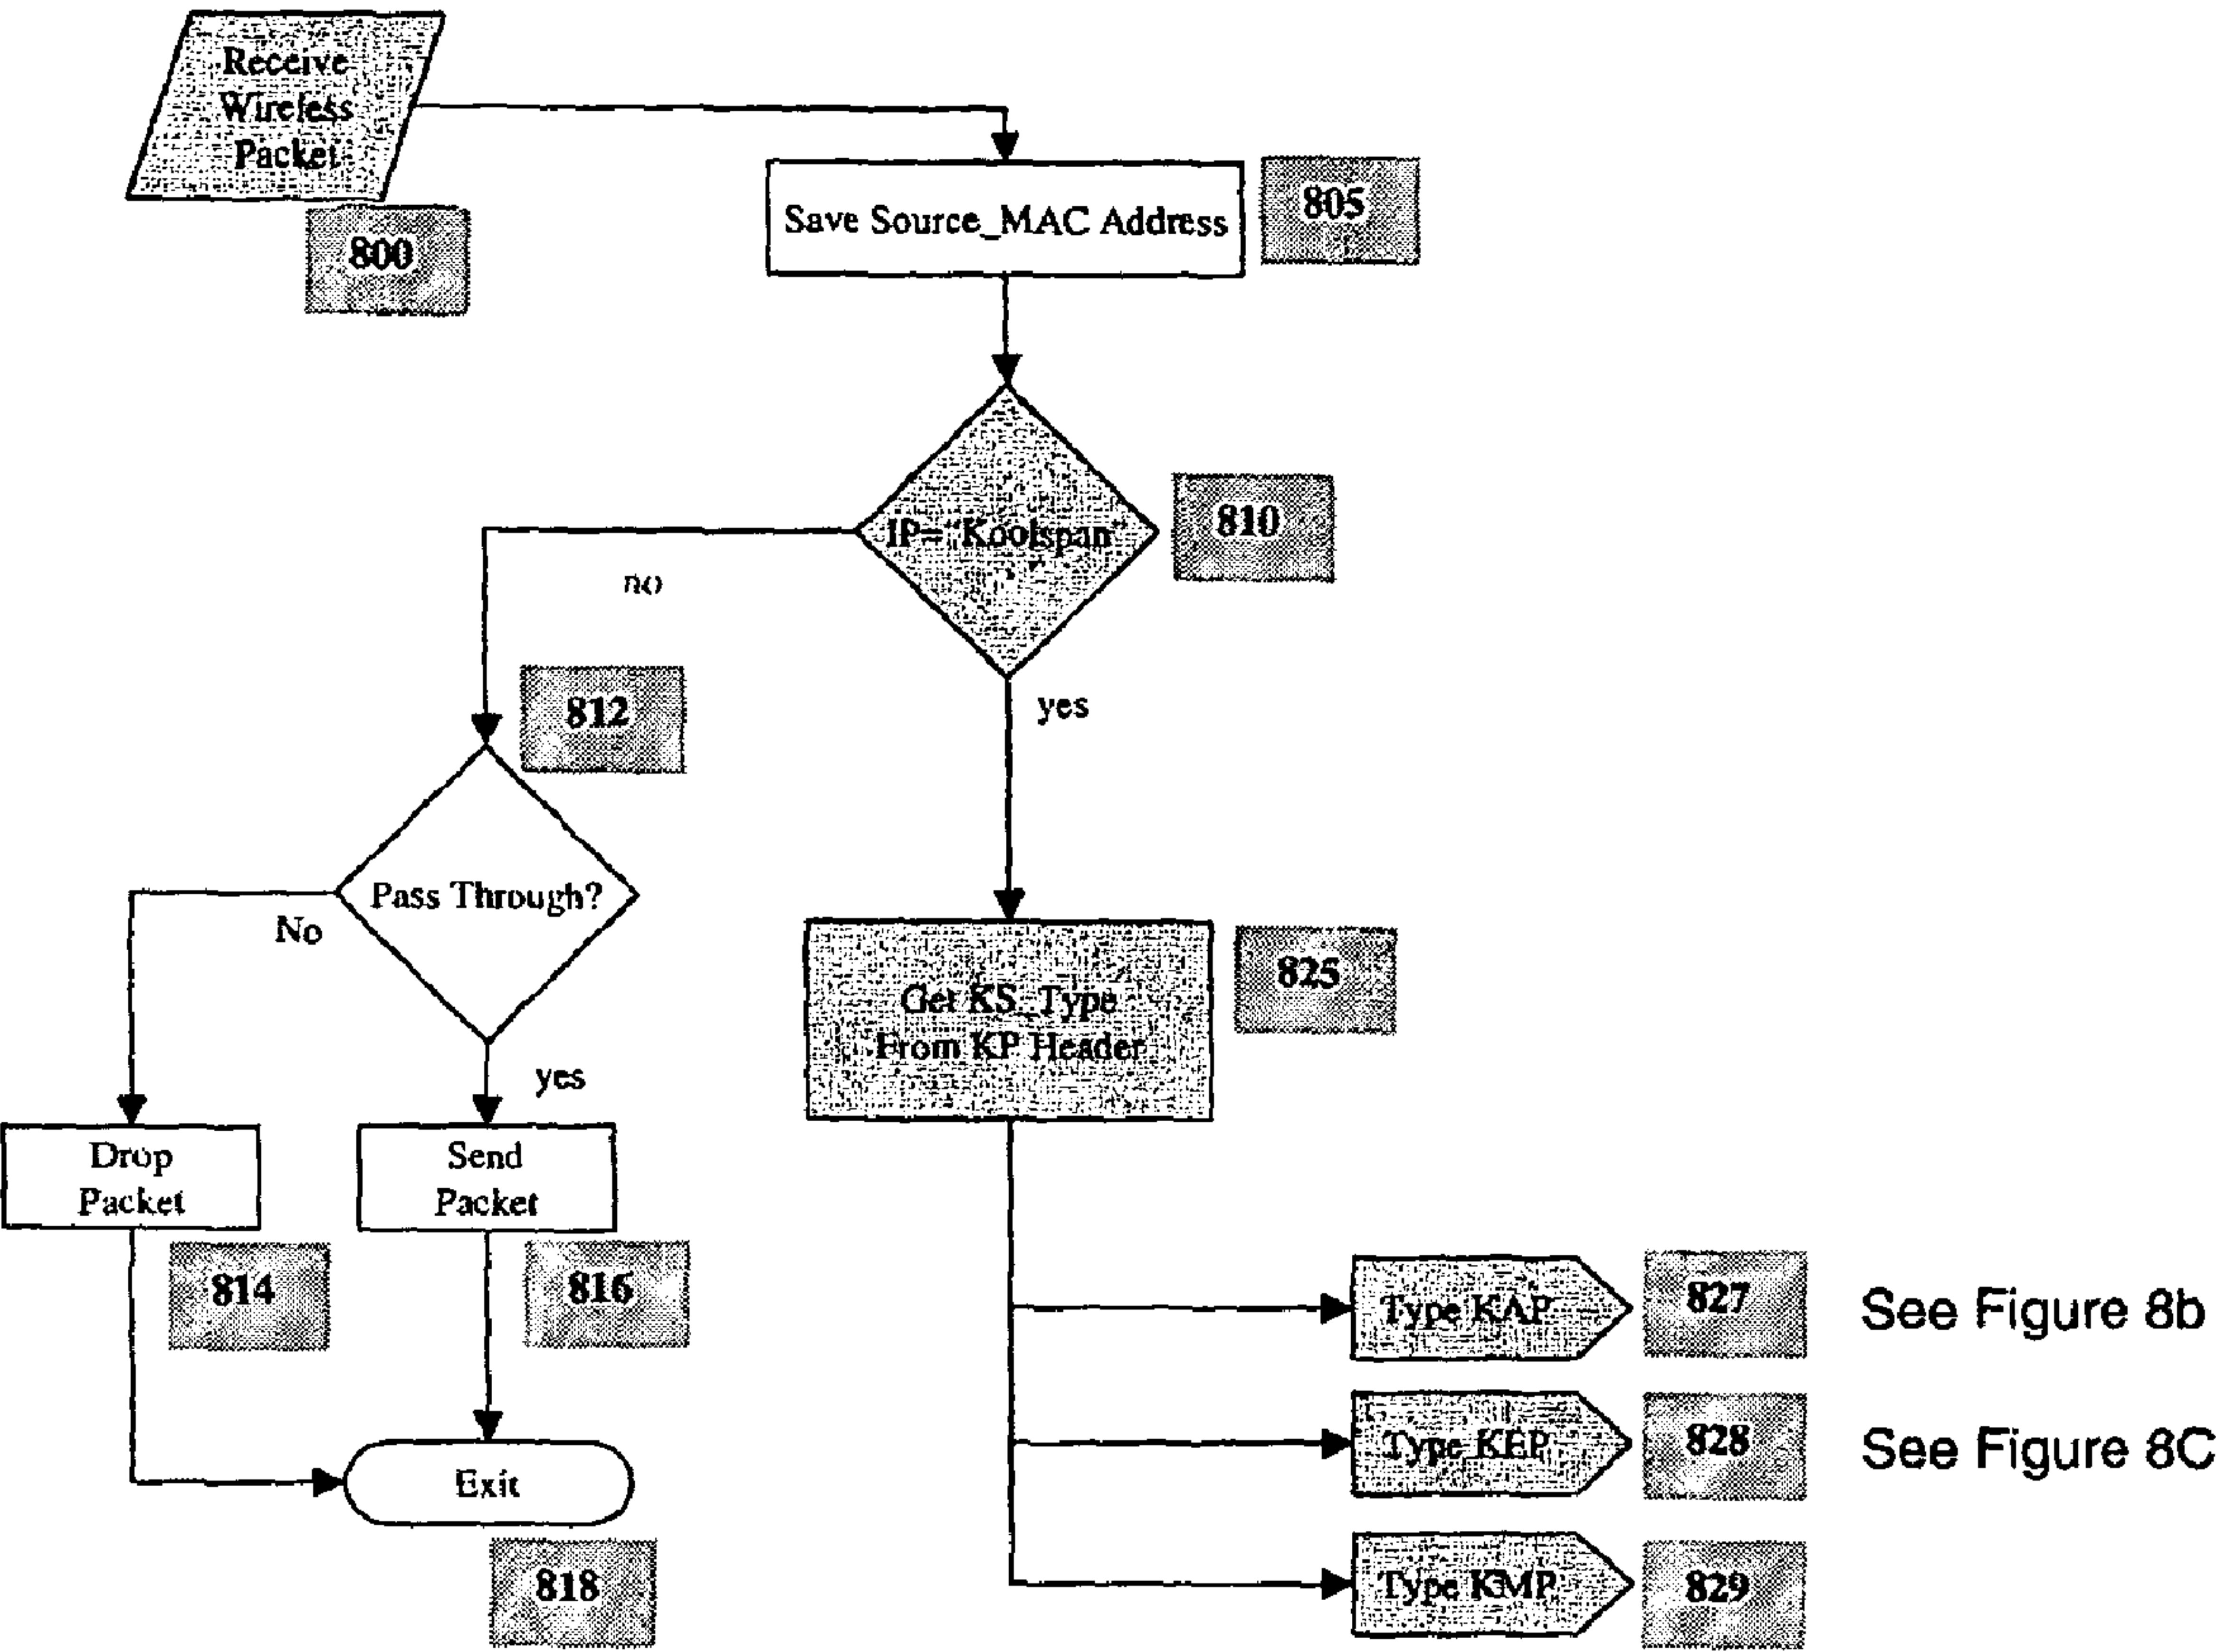 Receive
Wireless
Packet
800
Save Source_MAC Address
805
IP="Koolspan"
810
no
yes
812
Pass Through?
No
yes
Get KS_Type
From KP Header
825
Drop
Packet
814
Send
Packet
816
Exit
818
Type KAP
827
See Figure 8b
Type KEP
828
See Figure 8C
Type KMP
829